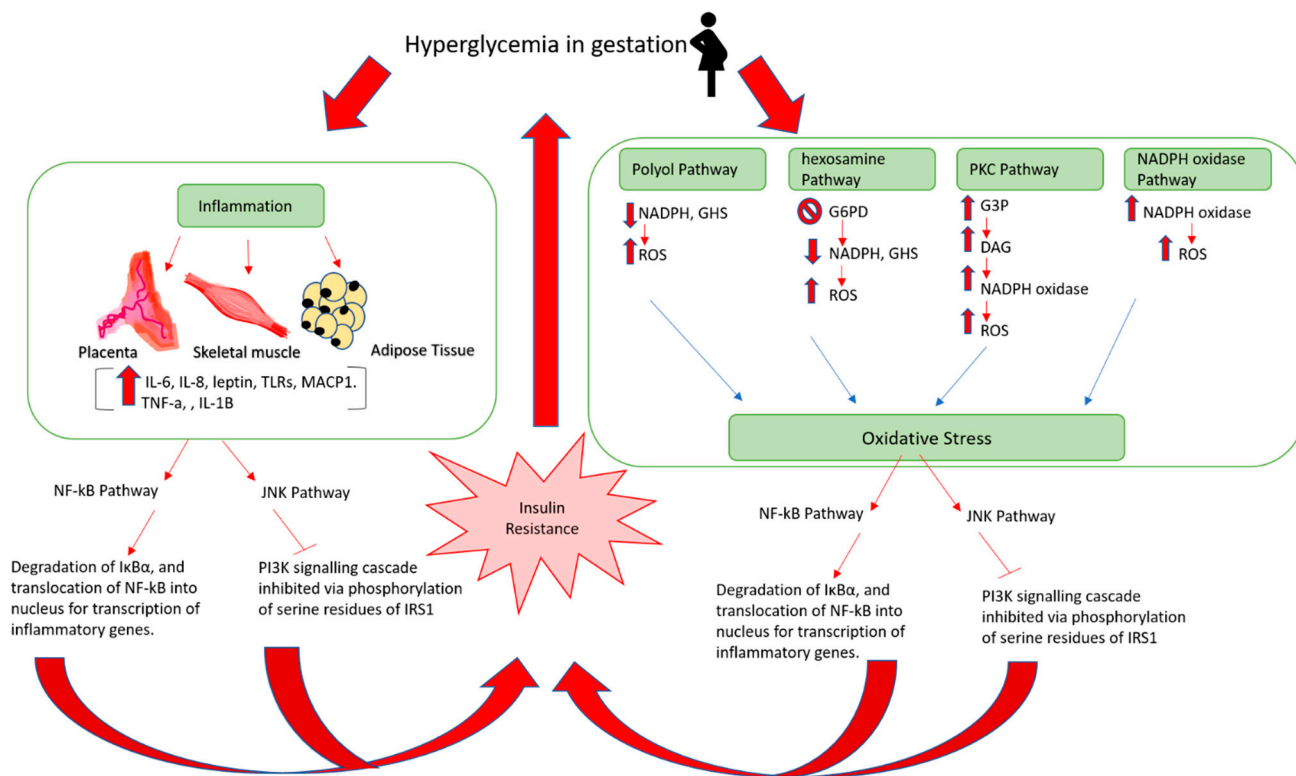 Hyperglycemia in gestation
Inflammation
Placenta
Skeletal muscle
Adipose Tissue
IL-6, IL-8, leptin, TLRs, MACP1.
TNF-a, , IL-1B
NF-kB Pathway
JNK Pathway
Degradation of IκBα, and
translocation of NF-kB into
nucleus for transcription of
inflammatory genes.
PI3K signalling cascade
inhibited via phosphorylation
of serine residues of IRS1
Insulin
Resistance
Polyol Pathway
NADPH, GHS
ROS
hexosamine
Pathway
G6PD
NADPH, GHS
ROS
PKC Pathway
G3P
DAG
NADPH oxidase
ROS
NADPH oxidase
Pathway
NADPH oxidase
ROS
Oxidative Stress
NF-kB Pathway
JNK Pathway
Degradation of IκBα, and
translocation of NF-kB into
nucleus for transcription of
inflammatory genes.
PI3K signalling cascade
inhibited via phosphorylation
of serine residues of IRS1